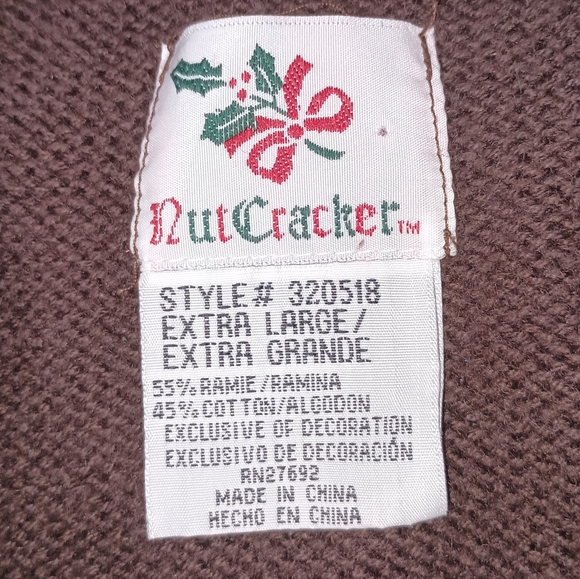 NutCracker™
STYLE# 320518
EXTRA LARGE/
EXTRA GRANDE
55% RAMIE/RAMINA
45% COTTON/ALGODON
EXCLUSIVE OF DECORATION
EXCLUSIVO DE DECORACIÓN
RN27692
MADE IN CHINA
HECHO EN CHINA